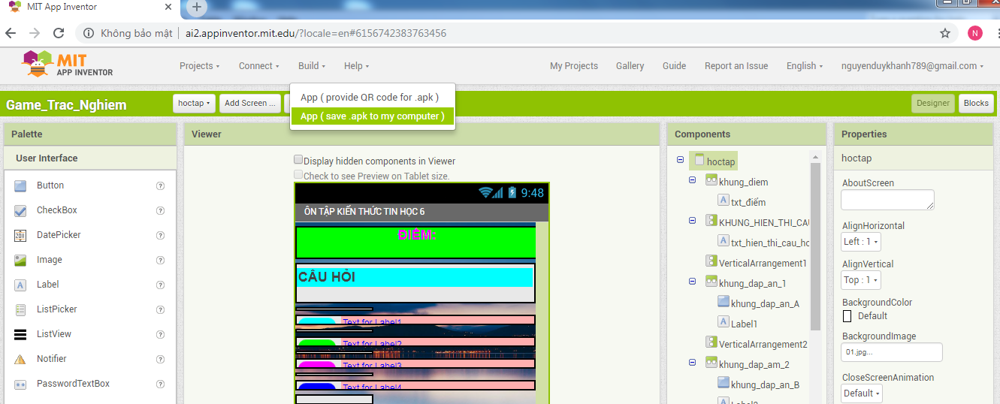 MIT App Inventor
Không bảo mật | ai2.appinventor.mit.edu/?locale=en#6156742383763456
N
MIT
APP INVENTOR
Projects
Connect
Build
Help
My Projects
Gallery
Guide
Report an Issue
English
nguyenduykhanh789@gmail.com
Game_Trac_Nghiem
hoctap
Add Screen ...
App ( provide QR code for .apk )
App ( save .apk to my computer )
Designer
Blocks
Palette
User Interface
Button
CheckBox
DatePicker
Image
Label
ListPicker
ListView
Notifier
PasswordTextBox
Viewer
Display hidden components in Viewer
Check to see Preview on Tablet size.
9:48
ÔN TẬP KIẾN THỨC TIN HỌC 6
ĐIỂM:
CÂU HỎI
Text for Label1
Text for Label2
Text for Label3
Text for Label4
Components
hoctap
khung_diem
txt_điểm
KHUNG_HIEN_THI_CAU
txt_hien_thi_cau_ho
VerticalArrangement1
khung_dap_an_1
khung_dap_an_A
Label1
VerticalArrangement2
khung_dap_am_2
khung_dap_an_B
Label2
Properties
hoctap
AboutScreen
AlignHorizontal
Left : 1
AlignVertical
Top : 1
BackgroundColor
Default
BackgroundImage
01.jpg...
CloseScreenAnimation
Default